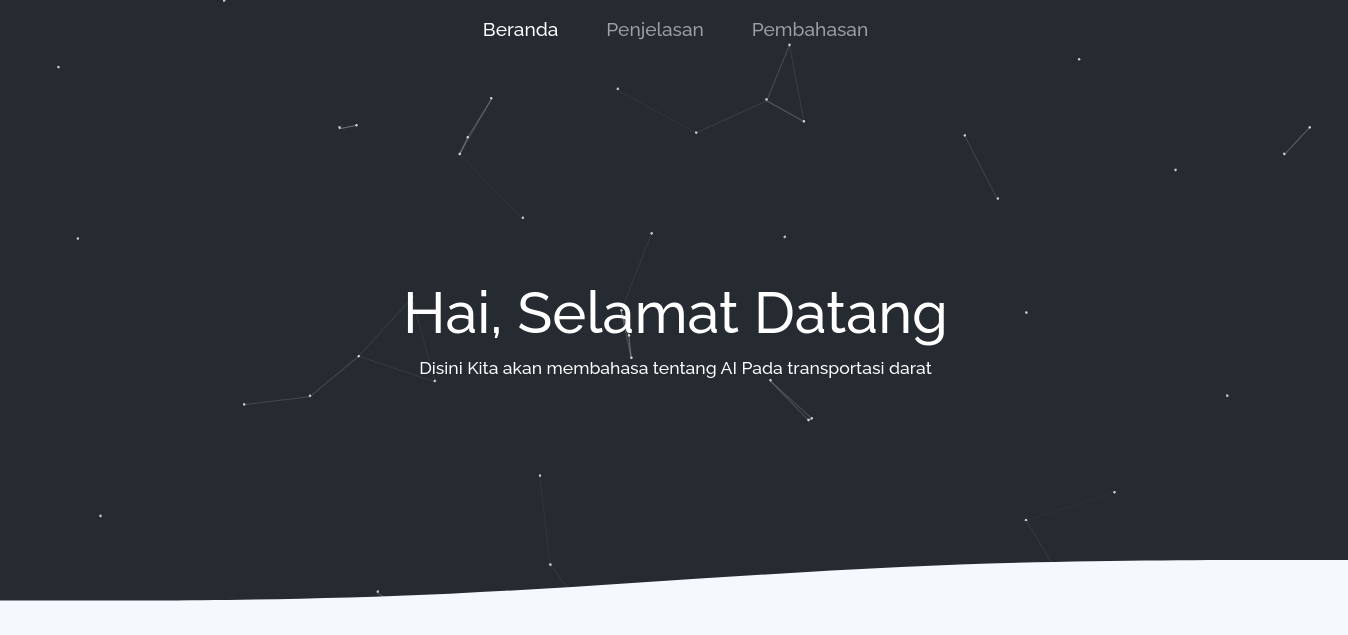 Beranda Penjelasan Pembahasan
Hai, Selamat Datang
Disini Kita akan membahasa tentang AI Pada transportasi darat